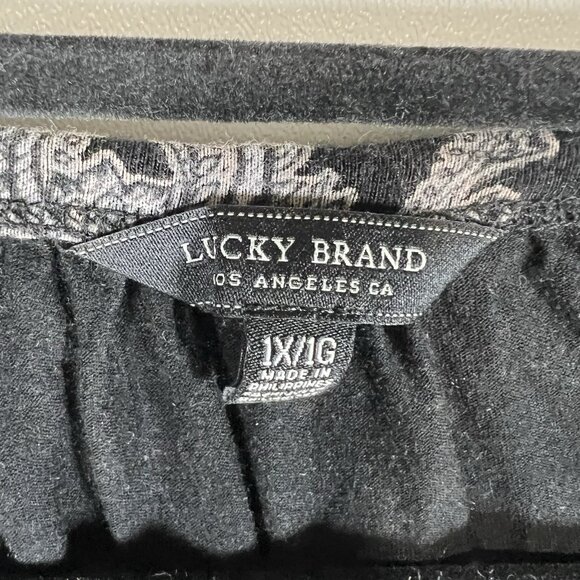 LUCKY BRAND
LOS ANGELES CA
1X/1G
MADE IN
PHILIPPINES